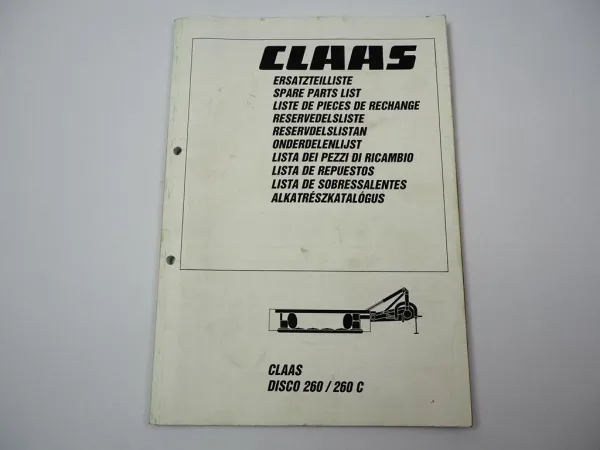 CLAAS
ERSATZTEILLISTE
SPARE PARTS LIST
LISTE DE PIECES DE RECHANGE
RESERVEDELSLISTE
RESERVDELSLISTAN
ONDERDELENLIJST
LISTA DEI PEZZI DI RICAMBIO
LISTA DE REPUESTOS
LISTA DE SOBRESSALENTES
ALKATRÉSZKATALÓGUS
CLAAS
DISCO 260 / 260 C